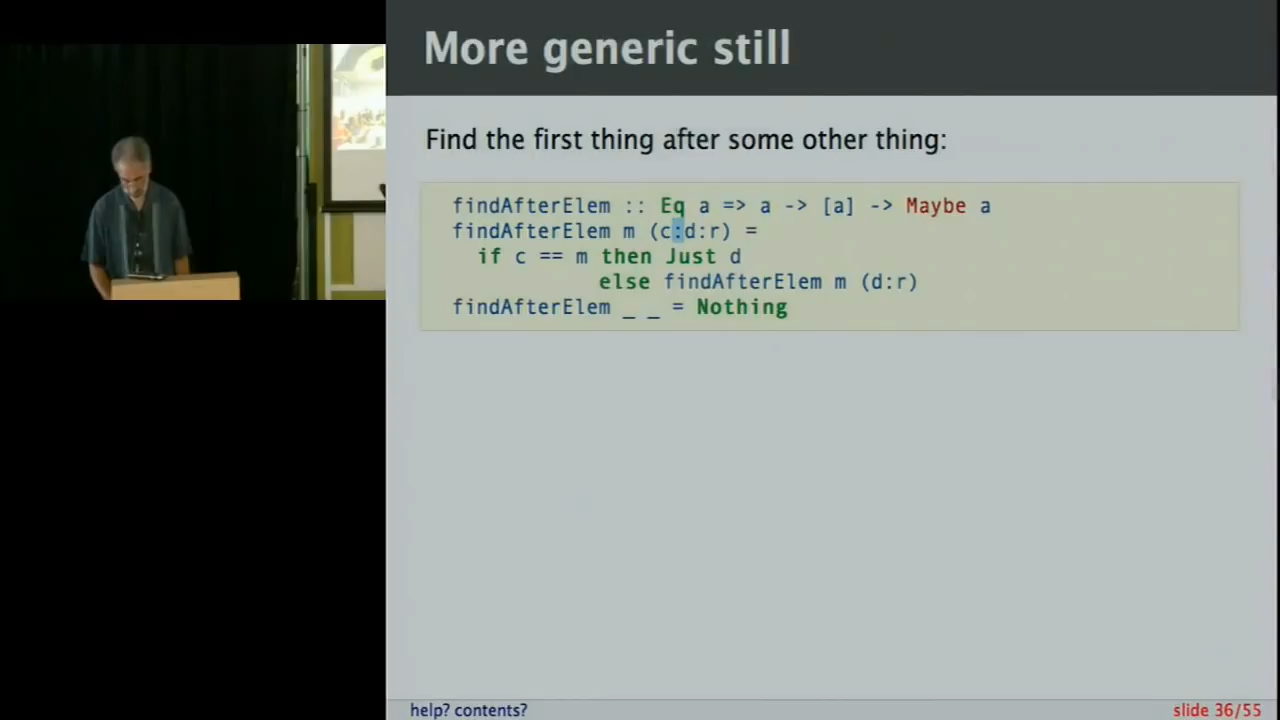 More generic still
Find the first thing after some other thing:
findAfterElem :: Eq a => a -> [a] -> Maybe a
findAfterElem m (c:d:r) =
if c == m then Just d
else findAfterElem m (d:r)
findAfterElem _ _ = Nothing
help? contents?
slide 36/55